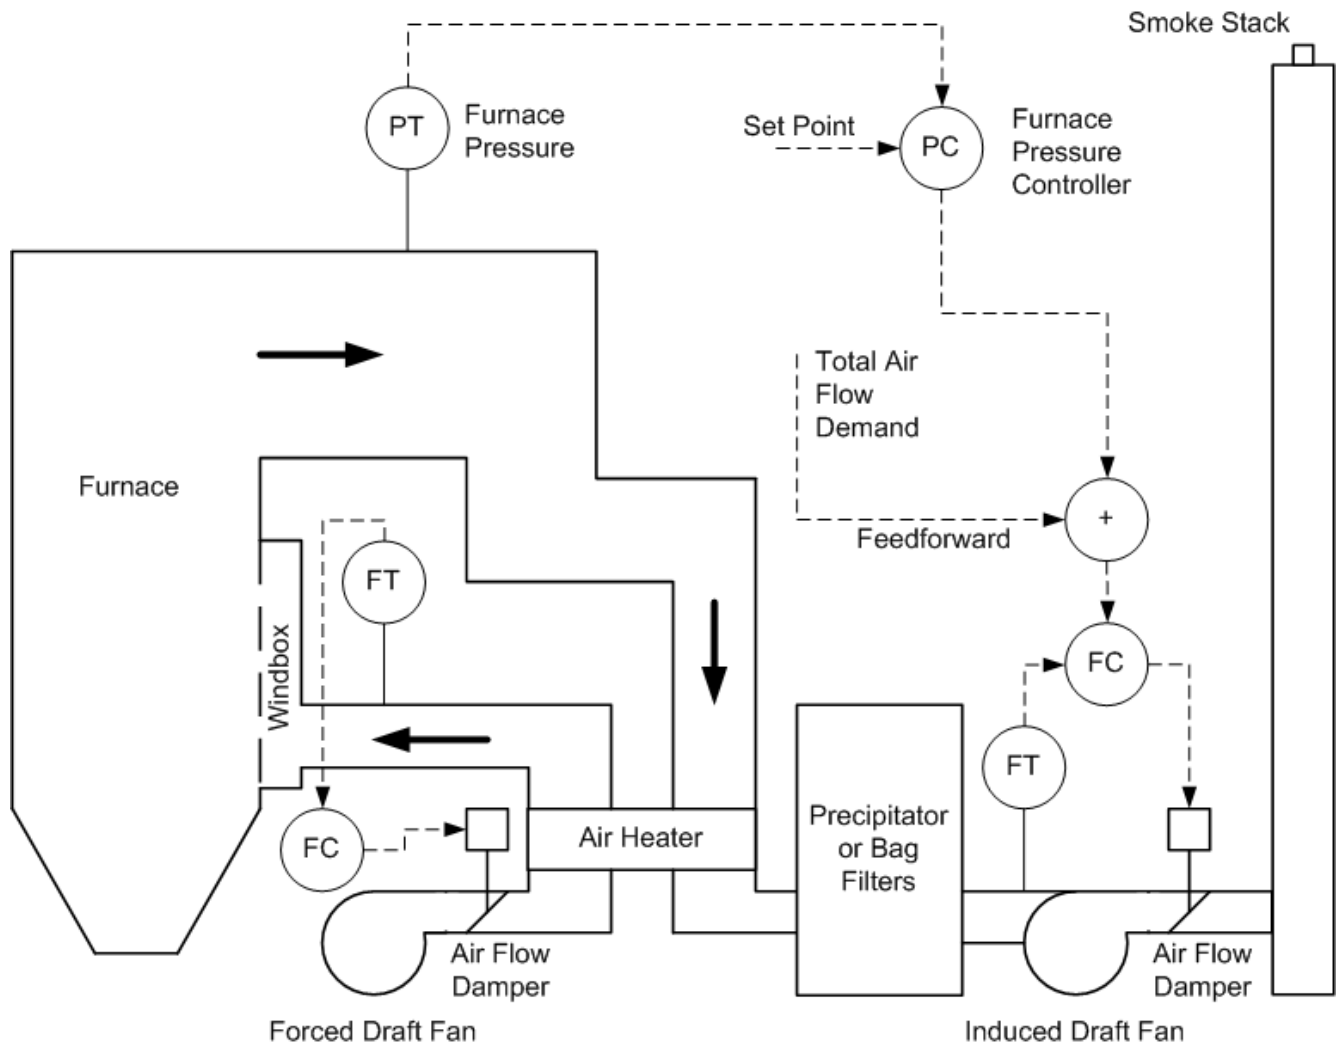 Smoke Stack
PT
Furnace
Pressure
Set Point
PC
Furnace
Pressure
Controller
Total Air
Flow
Demand
Furnace
+
Feedforward
FT
Windbox
FC
FT
Precipitator
or Bag
Filters
Air Heater
FC
Air Flow
Damper
Air Flow
Damper
Forced Draft Fan
Induced Draft Fan